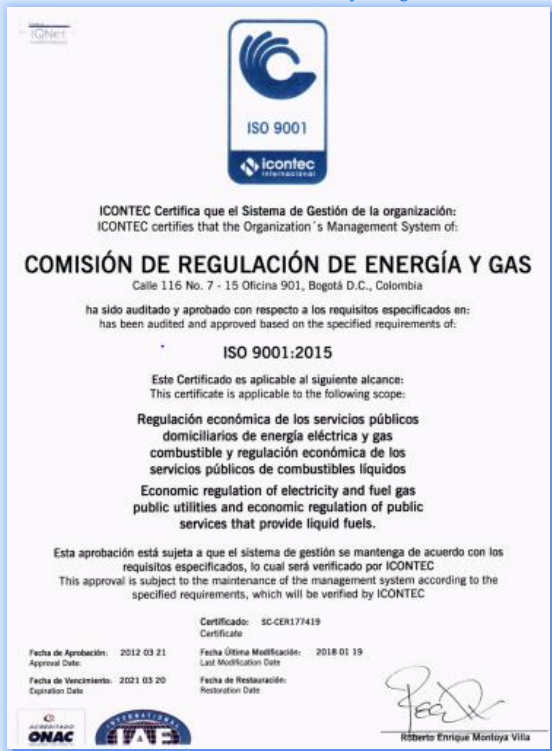 IQNet
ISO 9001
icontec
internacional
ICONTEC Certifica que el Sistema de Gestión de la organización:
ICONTEC certifies that the Organization´s Management System of:
COMISIÓN DE REGULACIÓN DE ENERGÍA Y GAS
Calle 116 No. 7 - 15 Oficina 901, Bogotá D.C., Colombia
ha sido auditado y aprobado con respecto a los requisitos especificados en:
has been audited and approved based on the specified requirements of:
ISO 9001:2015
Este Certificado es aplicable al siguiente alcance:
This certificate is applicable to the following scope:
Regulación económica de los servicios públicos
domiciliarios de energía eléctrica y gas
combustible y regulación económica de los
servicios públicos de combustibles líquidos
Economic regulation of electricity and fuel gas
public utilities and economic regulation of public
services that provide liquid fuels.
Esta aprobación está sujeta a que el sistema de gestión se mantenga de acuerdo con los
requisitos especificados, lo cual será verificado por ICONTEC
This approval is subject to the maintenance of the management system according to the
specified requirements, which will be verified by ICONTEC
Certificado: SC-CER177419
Certificate
Fecha de Aprobación: 2012 03 21 Fecha Última Modificación: 2018 01 19
Approval Date: Last Modification Date
Fecha de Vencimiento: 2021 03 20 Fecha de Restauración:
Expiration Date Restoration Date
ACREDITADO
ONAC
INTERNATIONAL
IAF
Roberto Enrique Montoya Villa